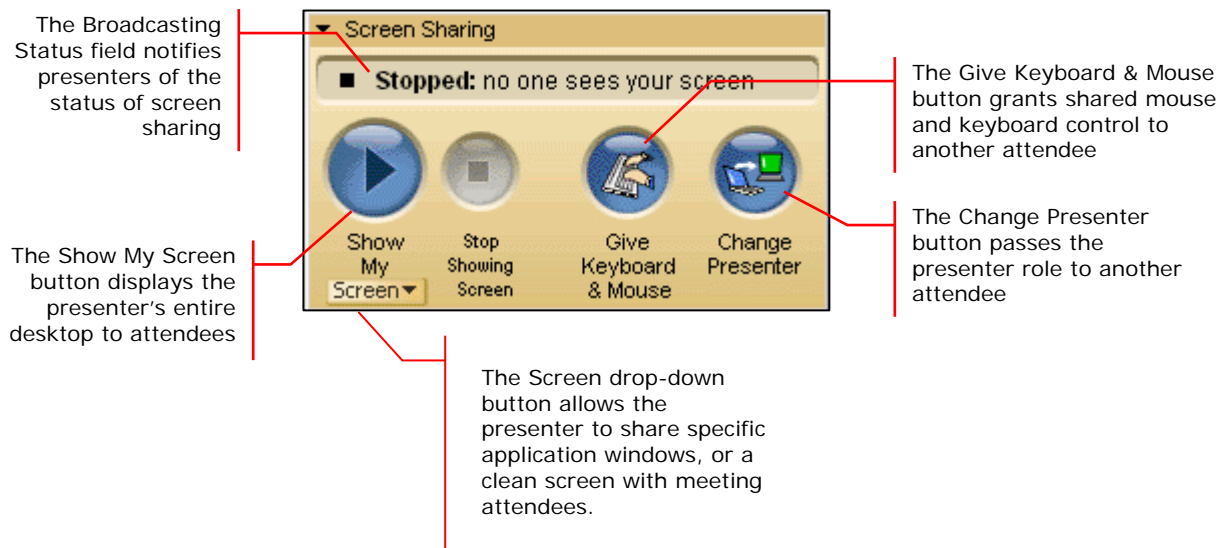 The Broadcasting
Status field notifies
presenters of the
status of screen
sharing
Screen Sharing
Stopped: no one sees your screen
Show
My
Screen
Stop
Showing
Screen
Give
Keyboard
& Mouse
Change
Presenter
The Give Keyboard & Mouse
button grants shared mouse
and keyboard control to
another attendee
The Change Presenter
button passes the
presenter role to another
attendee
The Show My Screen
button displays the
presenter's entire
desktop to attendees
The Screen drop-down
button allows the
presenter to share specific
application windows, or a
clean screen with meeting
attendees.